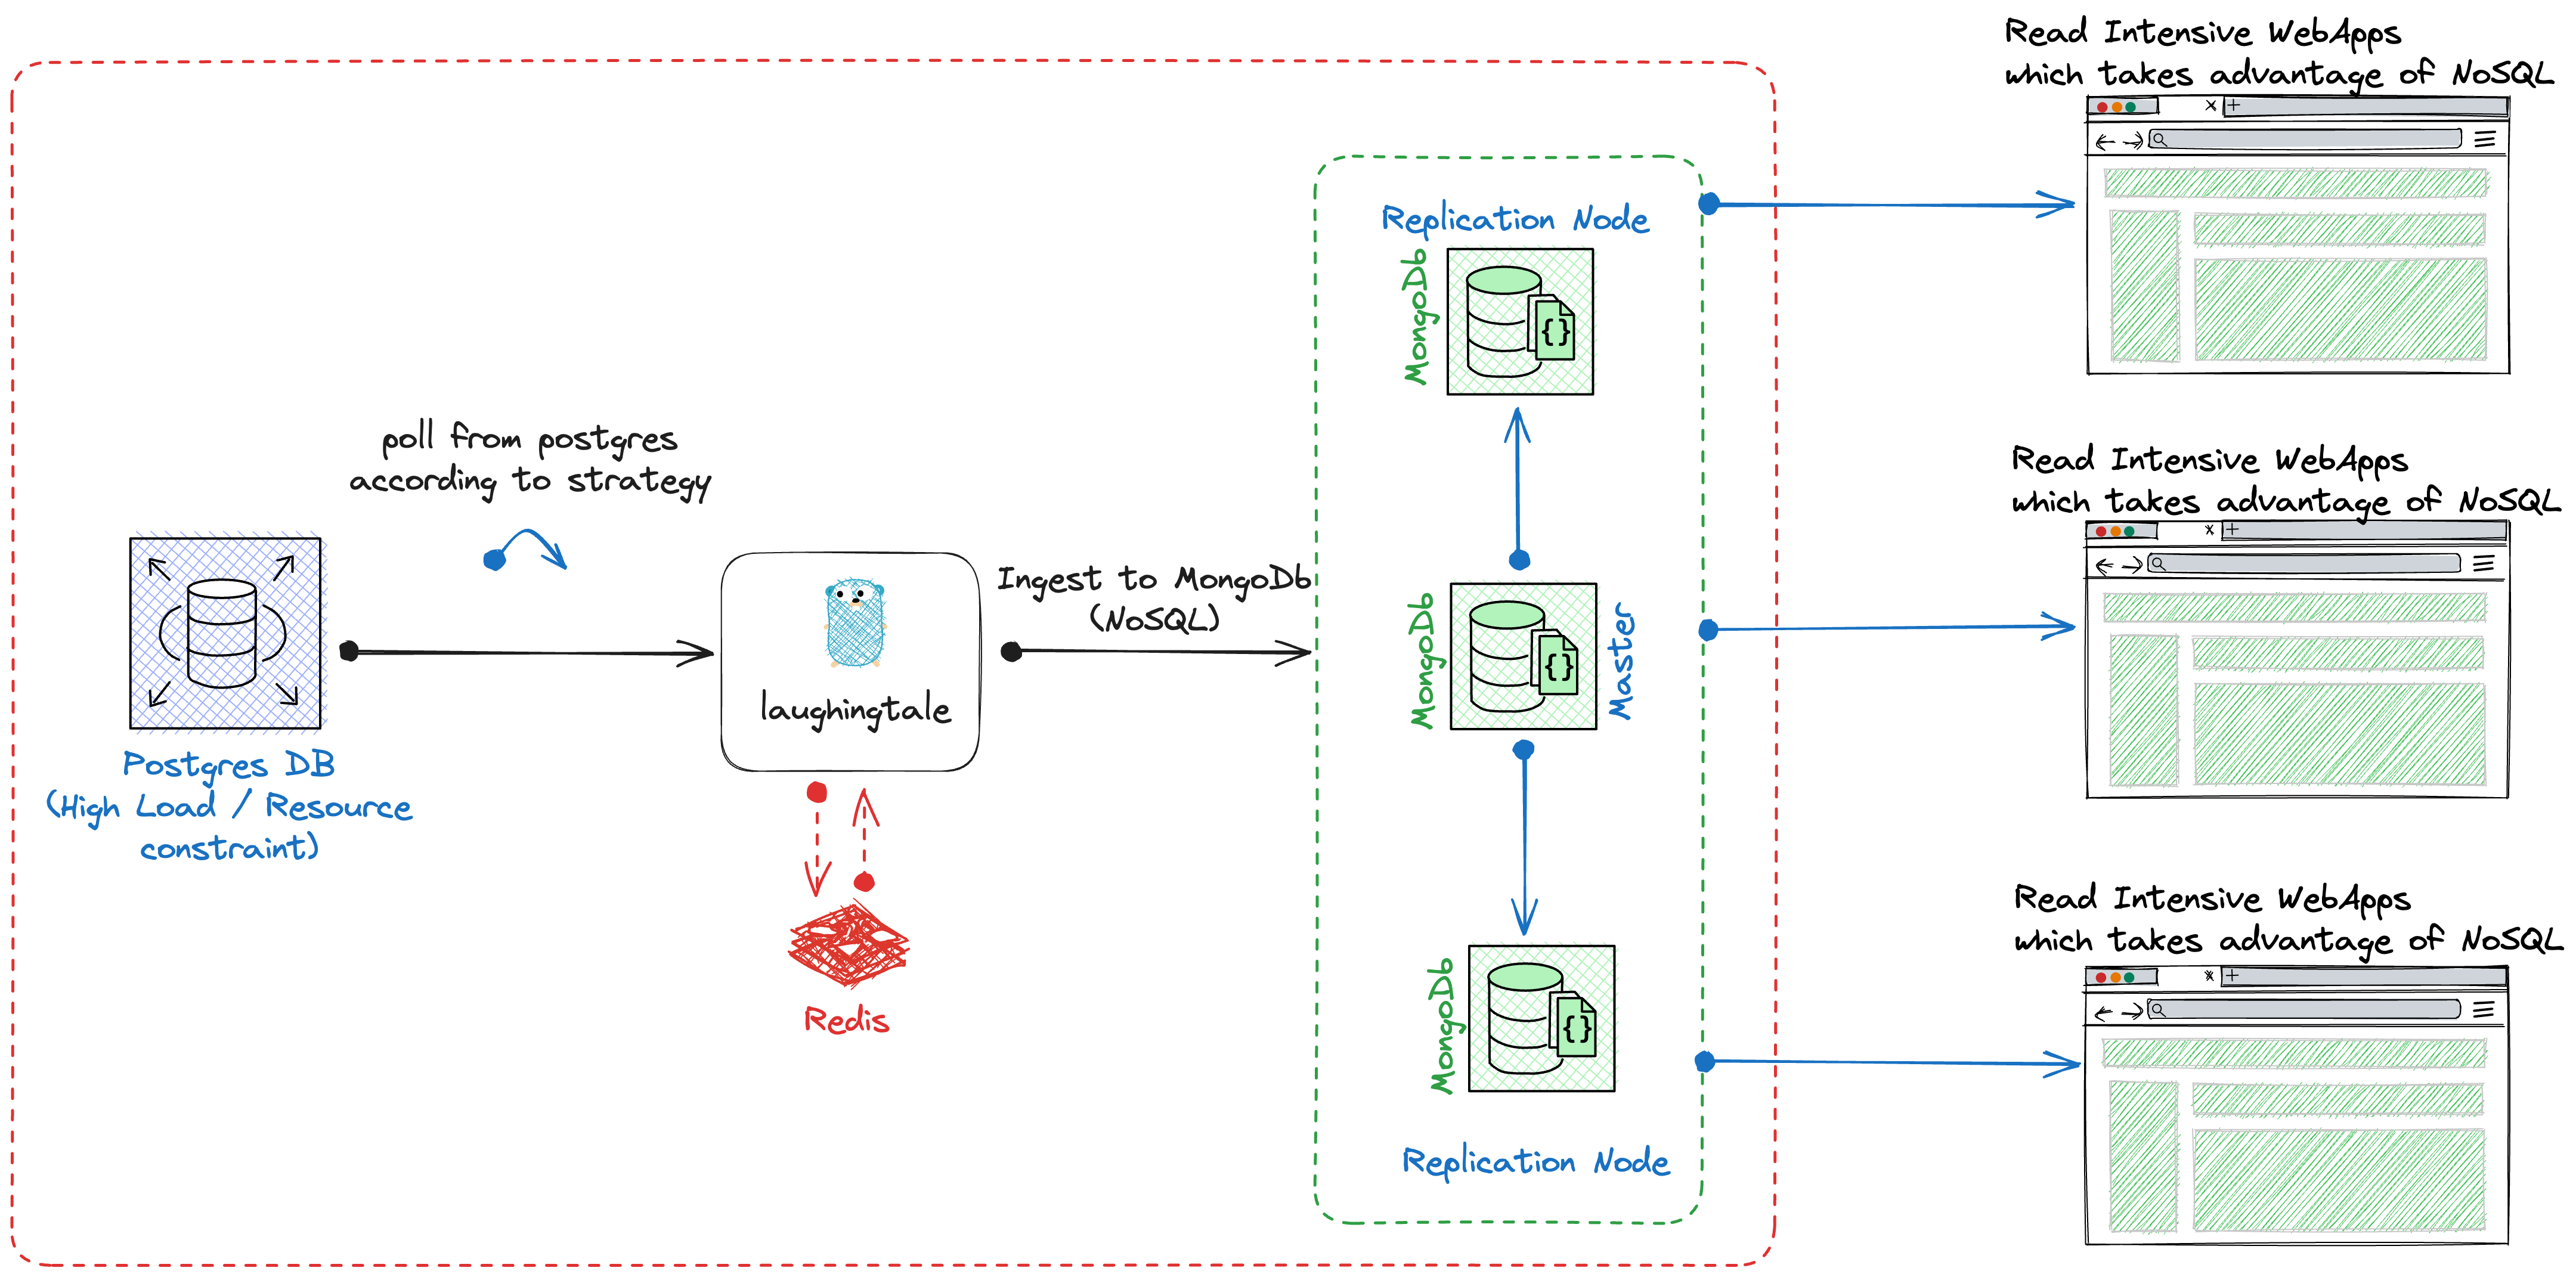 Read Intensive WebApps
which takes advantage of NoSQL
Replication Node
MongoDb
poll from postgres
according to strategy
Read Intensive WebApps
which takes advantage of NoSQL
Ingest to MongoDb
(NoSQL)
MongoDb
Master
laughingtale
Postgres DB
(High Load / Resource
constraint)
Read Intensive WebApps
which takes advantage of NoSQL
Redis
MongoDb
Replication Node